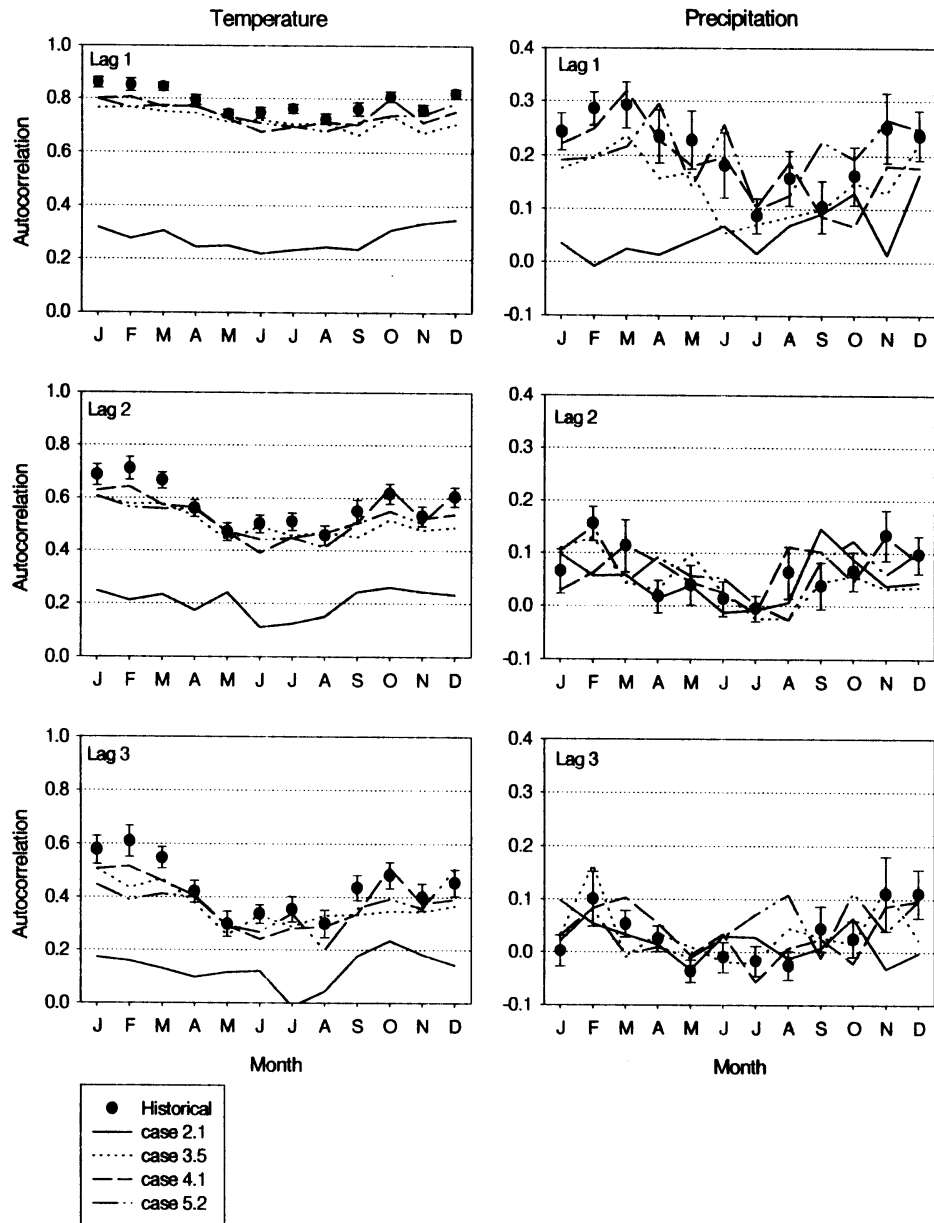 Temperature
Precipitation
Autocorrelation
1.0
0.8
0.6
0.4
0.2
0.0
Lag 1
J F M A M J J A S O N D
0.4
0.3
0.2
0.1
0.0
-0.1
Lag 1
J F M A M J J A S O N D
Autocorrelation
1.0
0.8
0.6
0.4
0.2
0.0
Lag 2
J F M A M J J A S O N D
0.4
0.3
0.2
0.1
0.0
-0.1
Lag 2
J F M A M J J A S O N D
Autocorrelation
1.0
0.8
0.6
0.4
0.2
0.0
Lag 3
J F M A M J J A S O N D
Month
0.4
0.3
0.2
0.1
0.0
-0.1
Lag 3
J F M A M J J A S O N D
Month
Historical
case 2.1
case 3.5
case 4.1
case 5.2